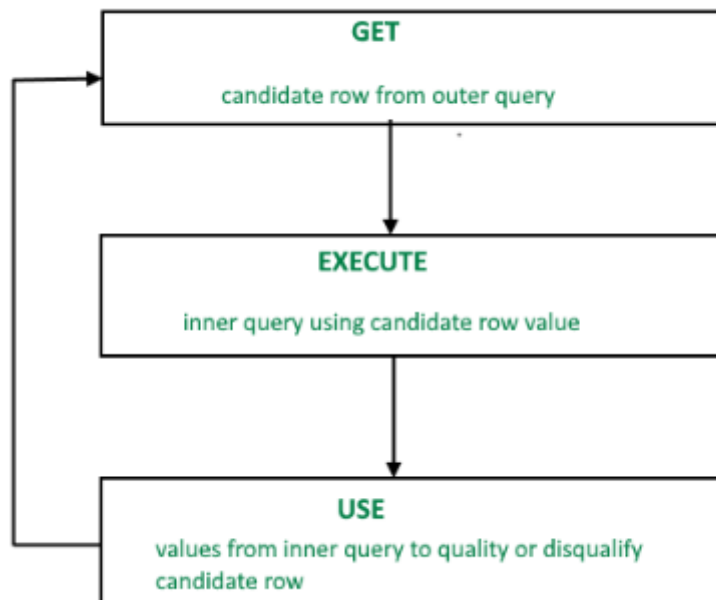 GET
candidate row from outer query
EXECUTE
inner query using candidate row value
USE
values from inner query to quality or disqualify
candidate row